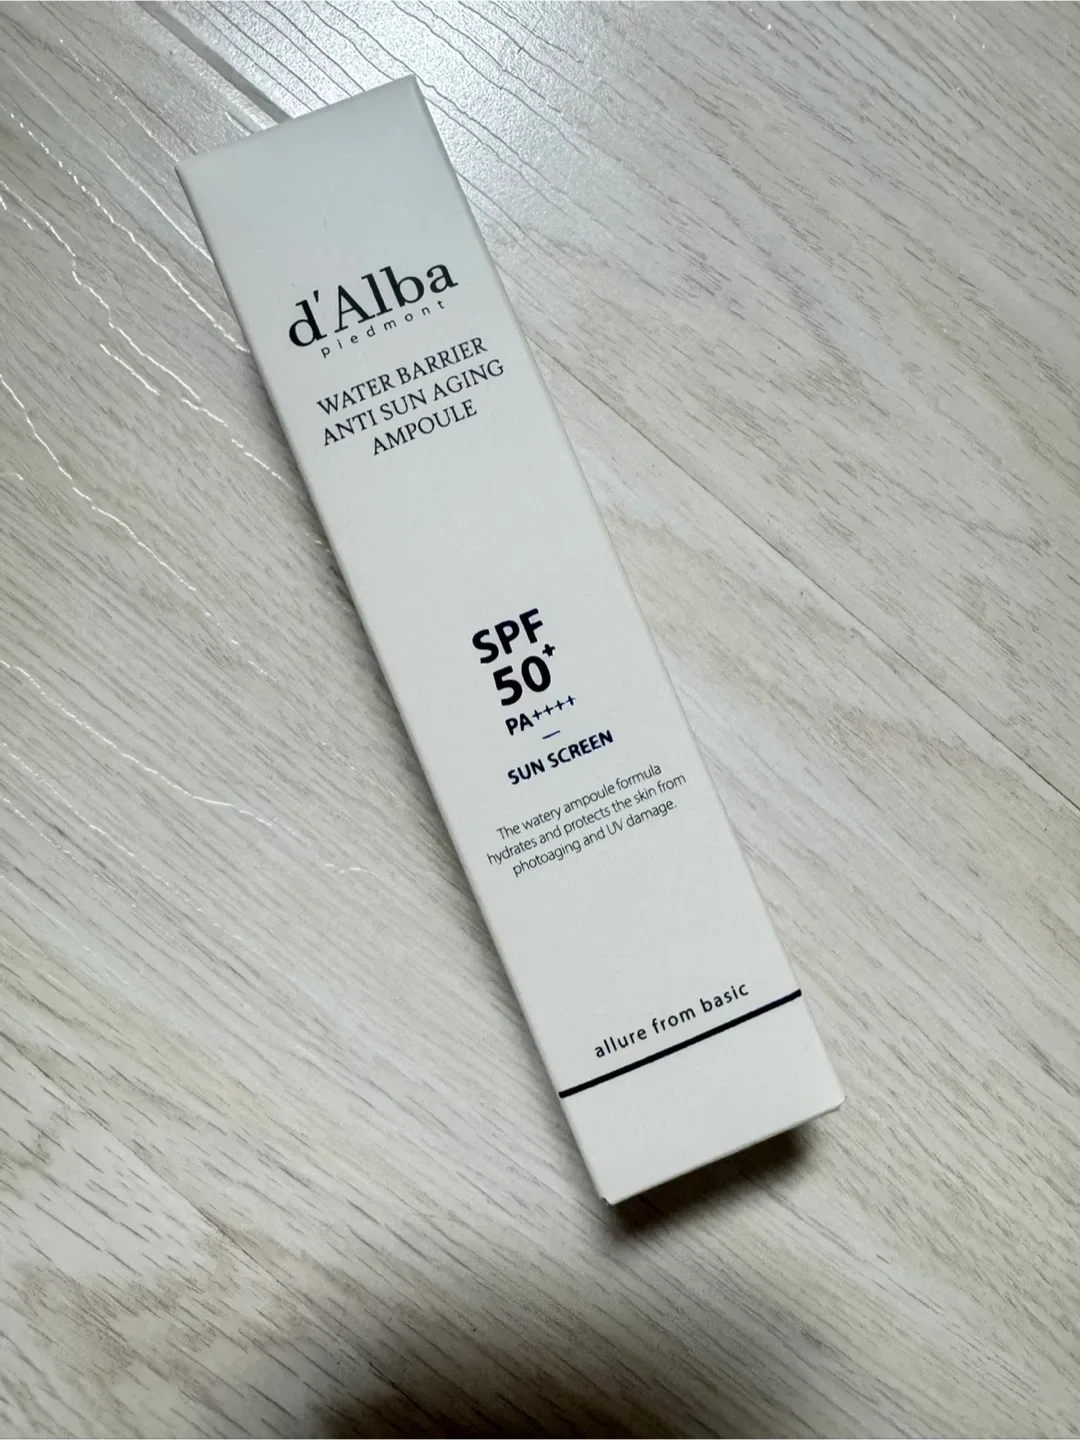 d'Alba
piedmont
WATER BARRIER
ANTI SUN AGING
AMPOULE
SPF
50+
PA++++
SUN SCREEN
The watery ampoule formula
hydrates and protects the skin from
photoaging and UV damage.
allure from basic